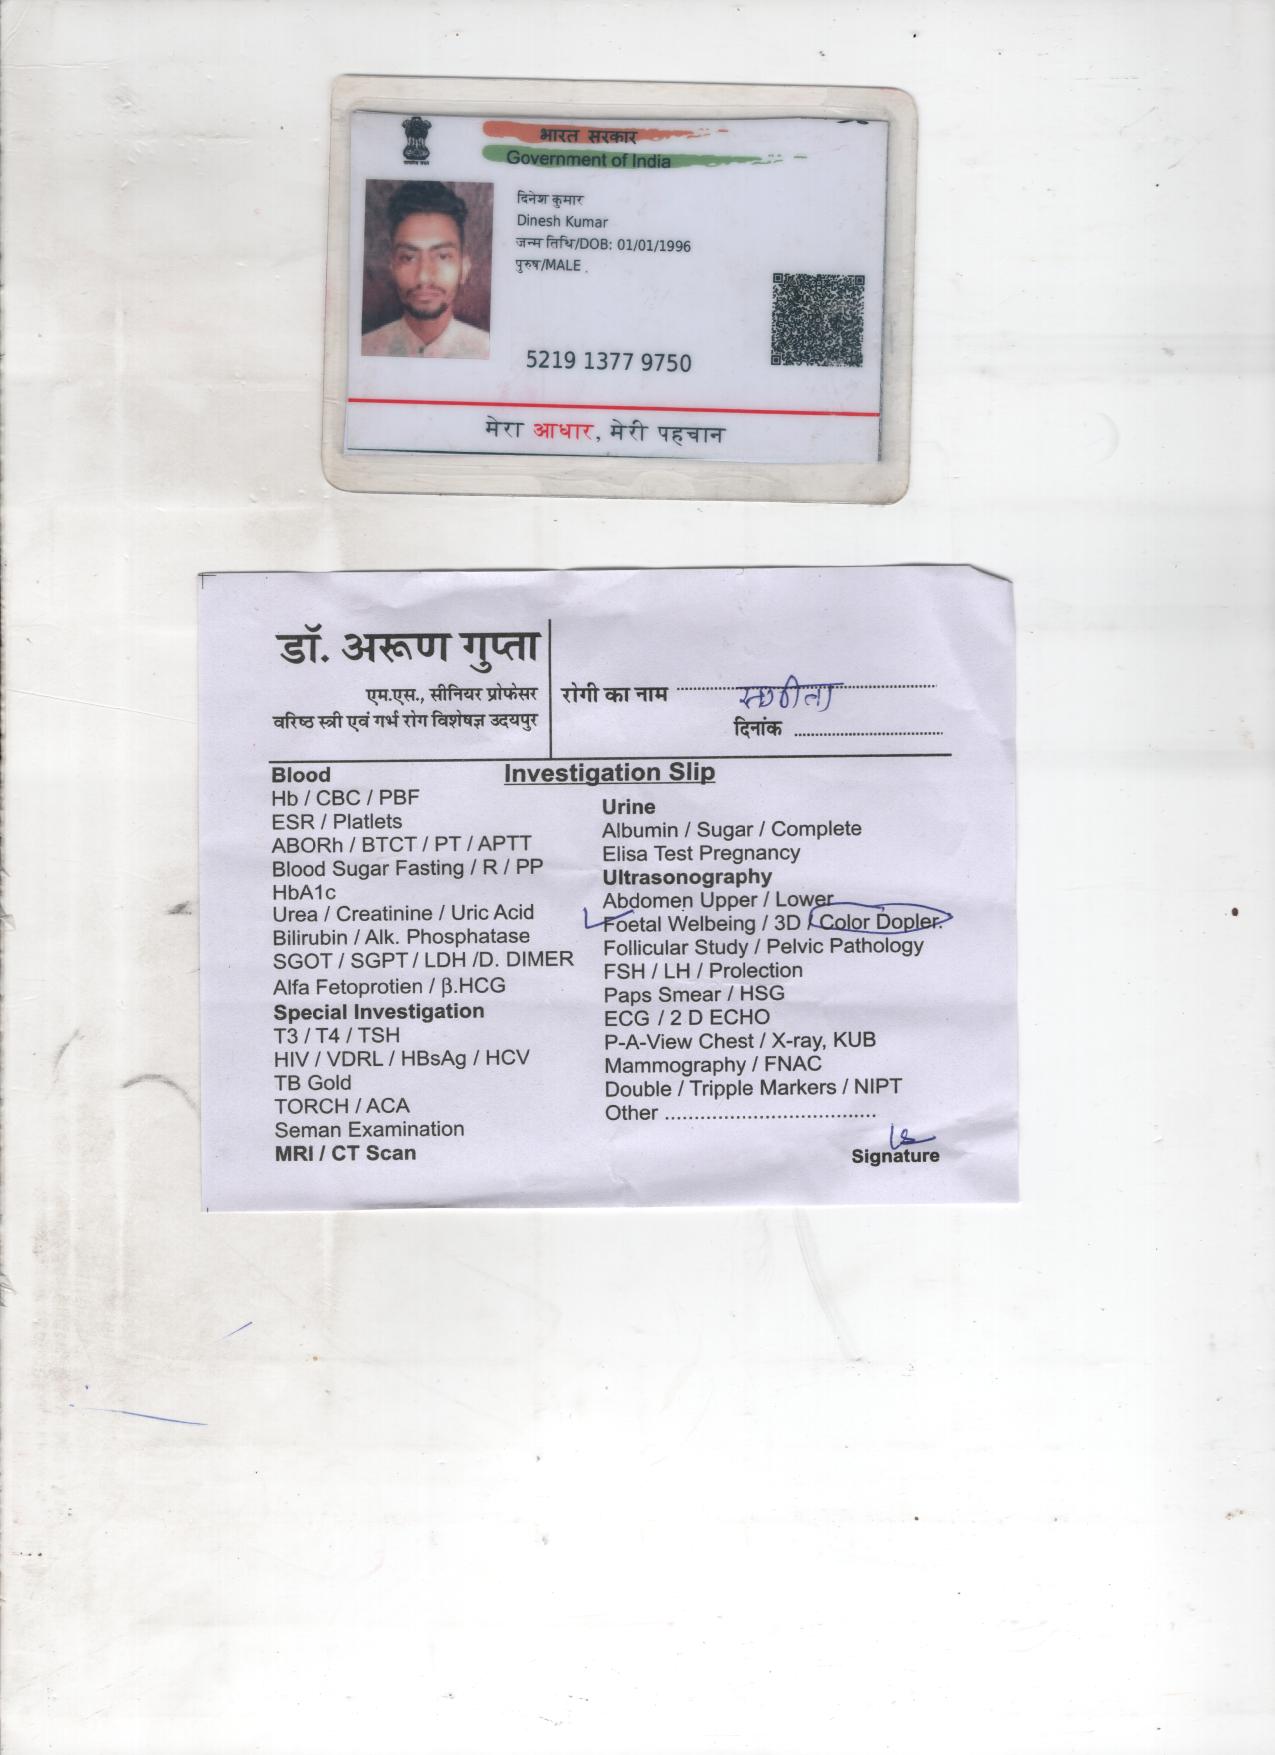 भारत सरकार
Government of India
दिनेश कुमार
Dinesh Kumar
जन्म तिथि/DOB: 01/01/1996
पुरुष/MALE
5219 1377 9750
मेरा आधार, मेरी पहचान
डॉ. अरूण गुप्ता
एम.एस., सीनियर प्रोफेसर
वरिष्ठ स्त्री एवं गर्भ रोग विशेषज्ञ उदयपुर
रोगी का नाम
दिनांक
Investigation Slip
Blood
Hb / CBC / PBF
ESR / Platlets
ABORh / BTCT / PT / APTT
Blood Sugar Fasting / R / PP
HbA1c
Urea / Creatinine / Uric Acid
Bilirubin / Alk. Phosphatase
SGOT / SGPT / LDH /D. DIMER
Alfa Fetoprotien / β.HCG
Special Investigation
T3 / T4 / TSH
HIV / VDRL / HBsAg / HCV
TB Gold
TORCH / ACA
Seman Examination
MRI / CT Scan
Urine
Albumin / Sugar / Complete
Elisa Test Pregnancy
Ultrasonography
Abdomen Upper / Lower
Foetal Welbeing / 3D / Color Dopler.
Follicular Study / Pelvic Pathology
FSH / LH / Prolection
Paps Smear / HSG
ECG / 2 D ECHO
P-A-View Chest / X-ray, KUB
Mammography / FNAC
Double / Tripple Markers / NIPT
Other ....................................
Signature